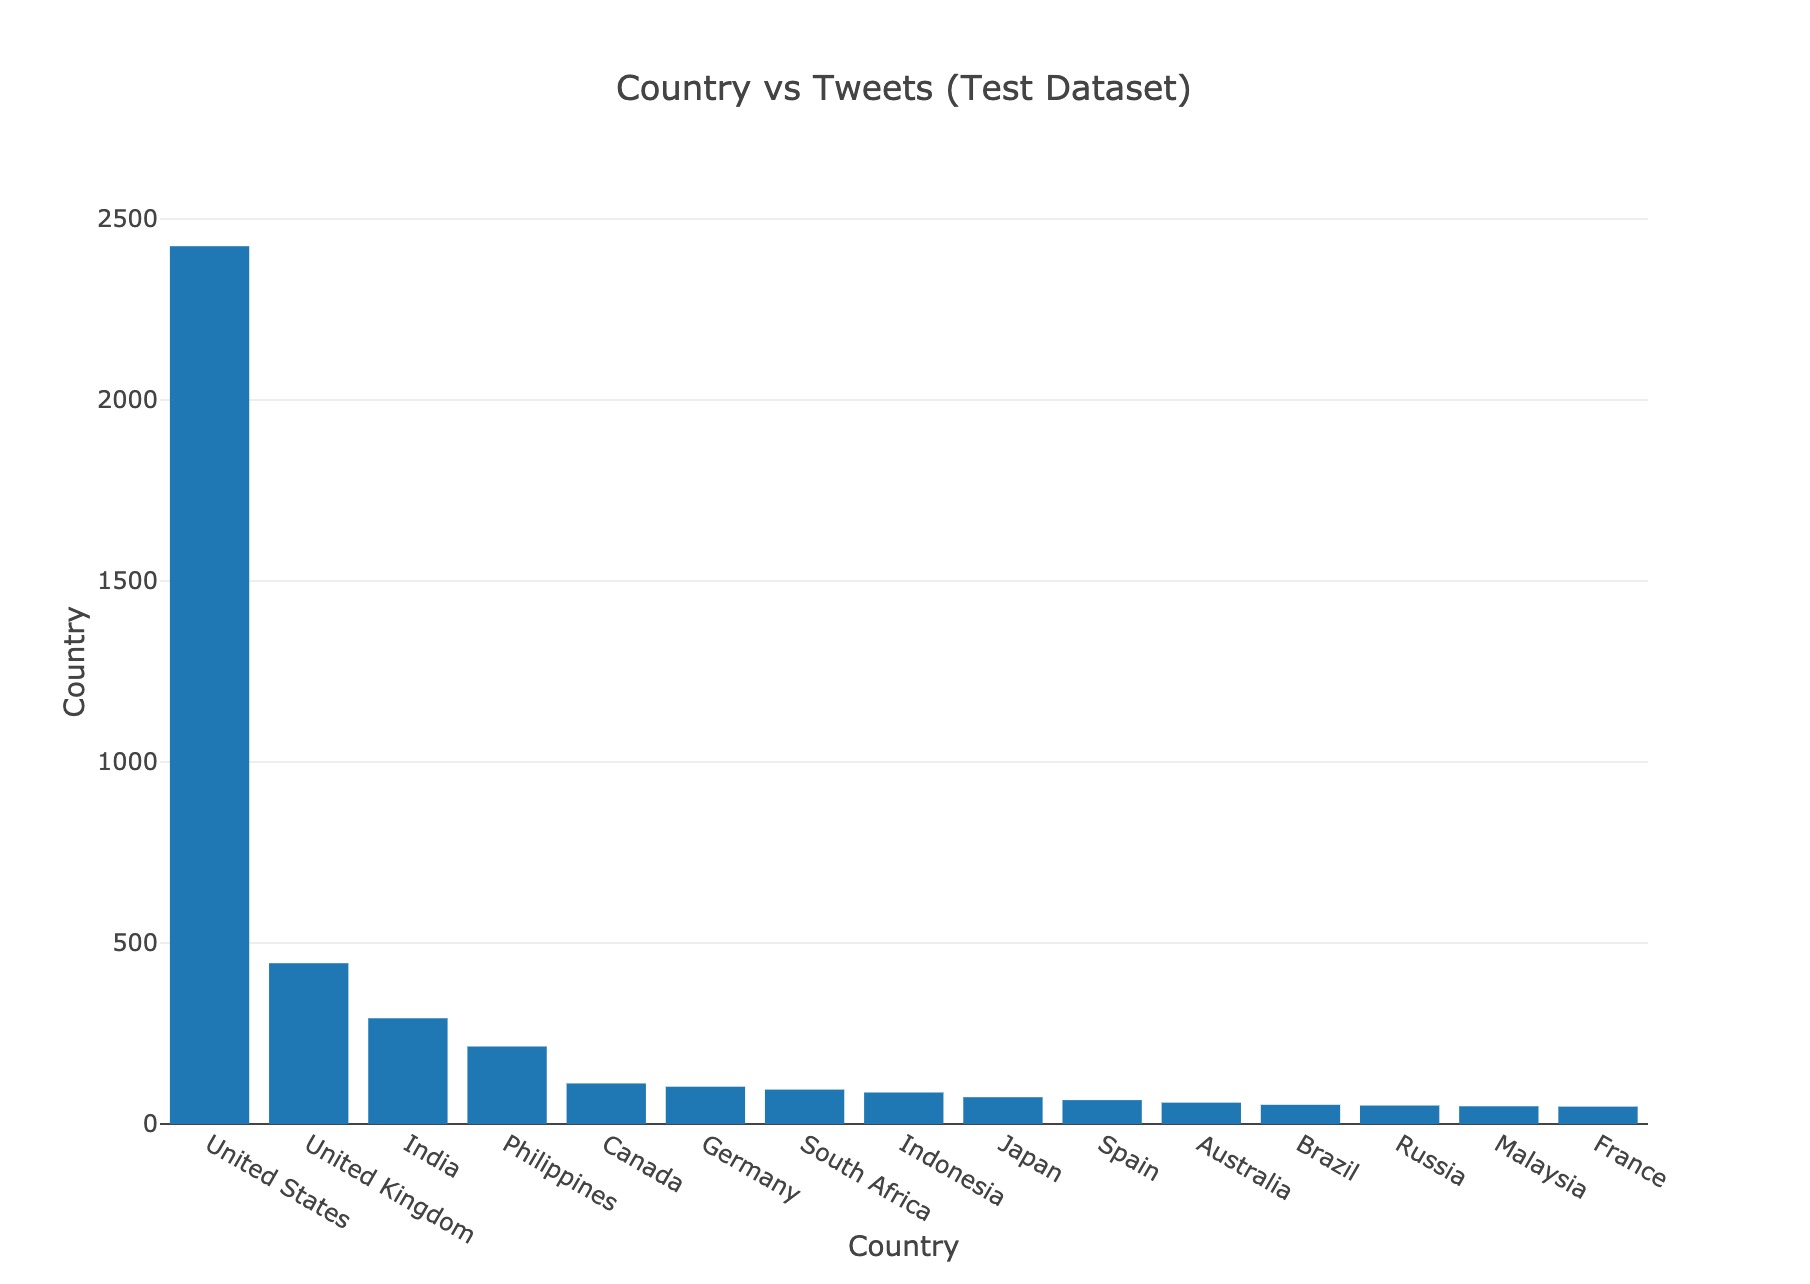 Country vs Tweets (Test Dataset)
2500
2000
1500
1000
500
0
Country
United States
United Kingdom
India
Philippines
Canada
Germany
South Africa
Indonesia
Japan
Spain
Australia
Brazil
Russia
Malaysia
France
Country